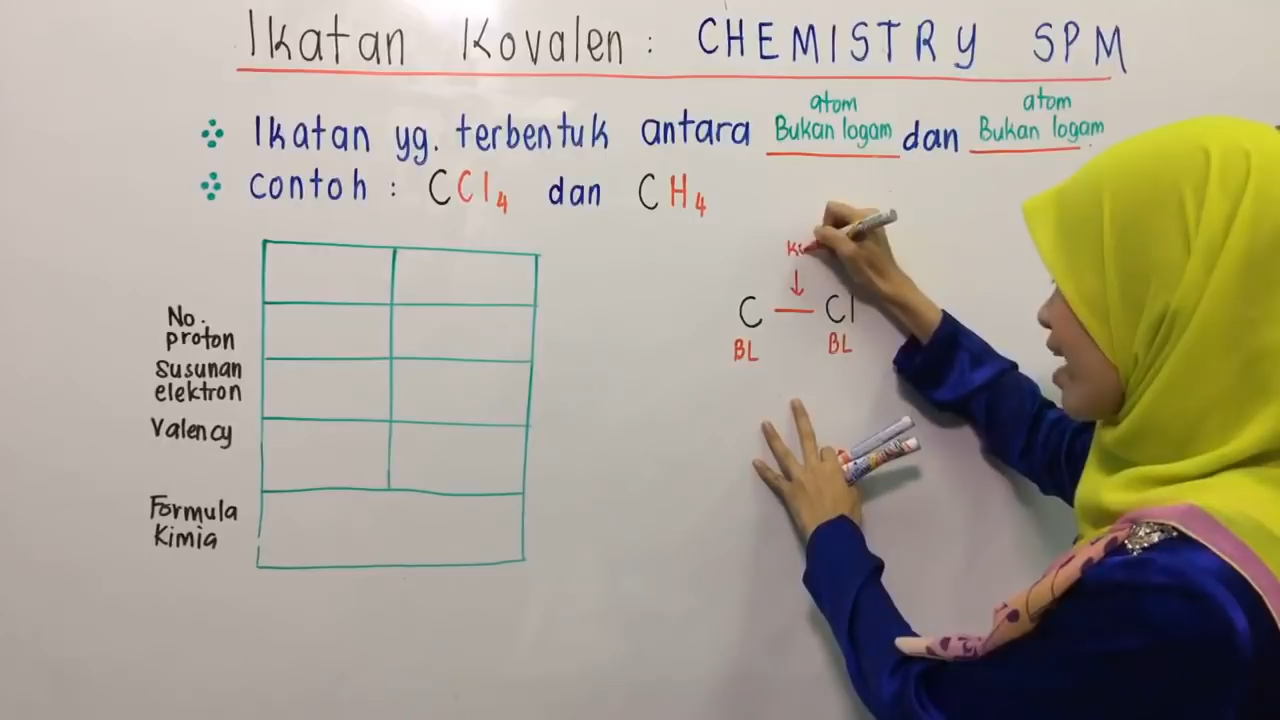 Ikatan Kovalen : CHEMISTRY SPM
atom atom
Ikatan yg. terbentuk antara Bukan logam dan Bukan logam
Contoh : CCl4 dan CH4
No.
proton
Susunan
elektron
Valency
Formula
Kimia
C — Cl
BL BL